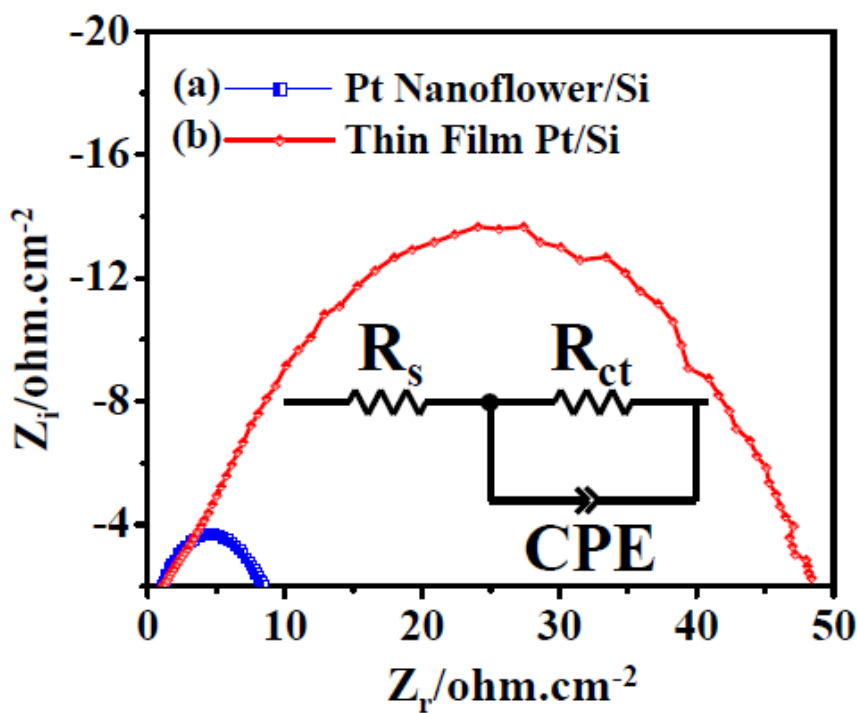 -20
-16
-12
-8
-4
(a) Pt Nanoflower/Si
(b) Thin Film Pt/Si
Rs
Rct
CPE
Zi/ohm.cm-2
0 10 20 30 40 50
Zr/ohm.cm-2